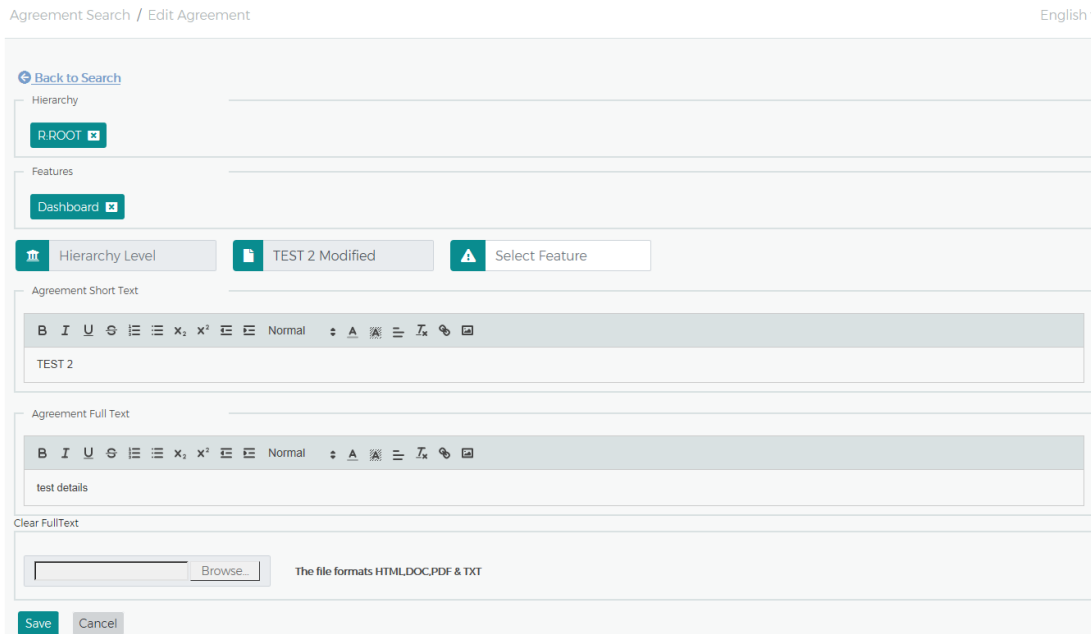 Agreement Search / Edit Agreement English
Back to Search
Hierarchy
R:ROOT
Features
Dashboard
Hierarchy Level TEST 2 Modified Select Feature
Agreement Short Text
B I U S X₂ X² Normal A A Tx
TEST 2
Agreement Full Text
B I U S X₂ X² Normal A A Tx
test details
Clear FullText
Browse... The file formats HTML,DOC,PDF & TXT
Save Cancel